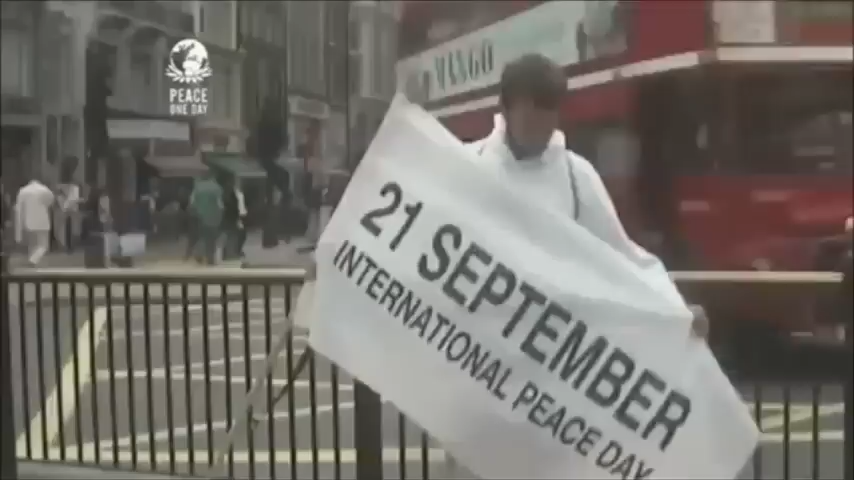 MANGO
PEACE
ONE DAY
21 SEPTEMBER
INTERNATIONAL PEACE DAY